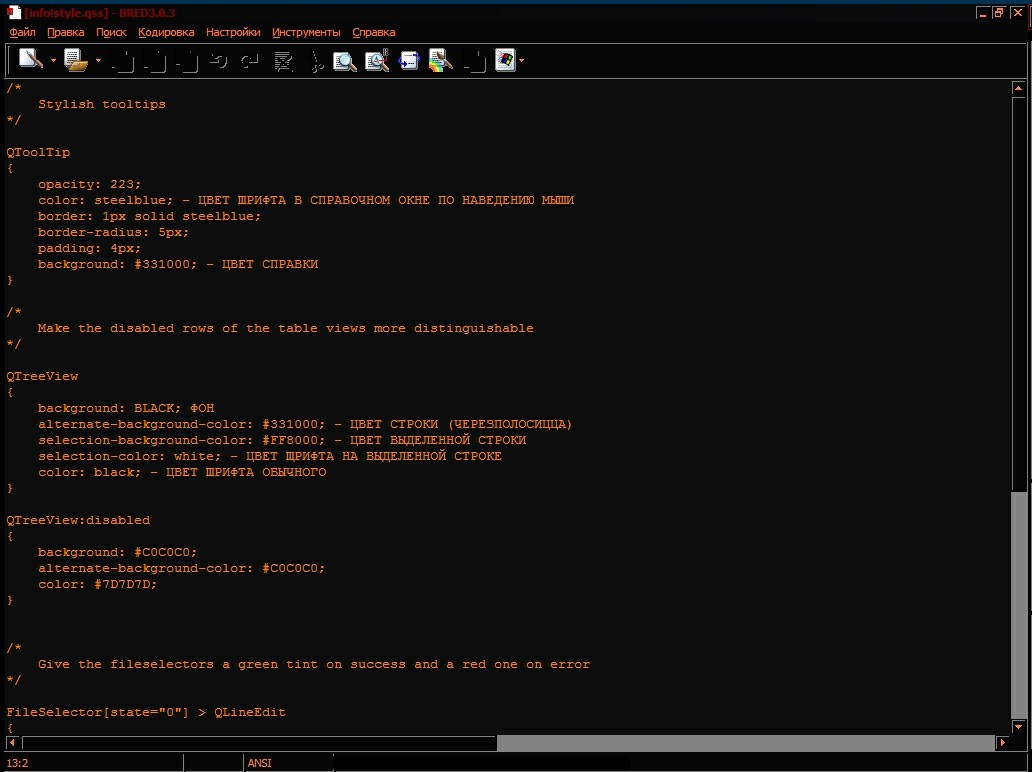 [info!style.qss] - BRED3.0.3
Файл Правка Поиск Кодировка Настройки Инструменты Справка
/*
Stylish tooltips
*/
QToolTip
{
opacity: 223;
color: steelblue; - ЦВЕТ ШРИФТА В СПРАВОЧНОМ ОКНЕ ПО НАВЕДЕНИЮ МЫШИ
border: 1px solid steelblue;
border-radius: 5px;
padding: 4px;
background: #331000; - ЦВЕТ СПРАВКИ
}
/*
Make the disabled rows of the table views more distinguishable
*/
QTreeView
{
background: BLACK; ФОН
alternate-background-color: #331000; - ЦВЕТ СТРОКИ (ЧЕРЕЗПОЛОСИЦЦА)
selection-background-color: #FF8000; - ЦВЕТ ВЫДЕЛЕННОЙ СТРОКИ
selection-color: white; - ЦВЕТ ЩРИФТА НА ВЫДЕЛЕННОЙ СТРОКЕ
color: black; - ЦВЕТ ШРИФТА ОБЫЧНОГО
}
QTreeView:disabled
{
background: #C0C0C0;
alternate-background-color: #C0C0C0;
color: #7D7D7D;
}
/*
Give the fileselectors a green tint on success and a red one on error
*/
FileSelector[state="0"] > QLineEdit
{
13:2 ANSI